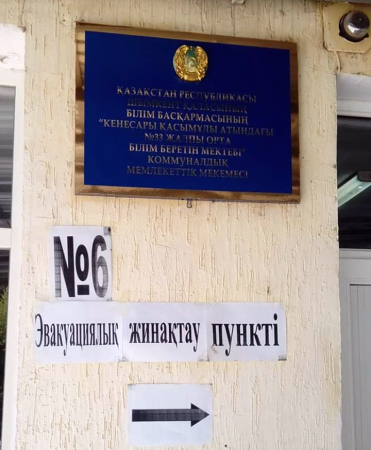 ҚАЗАҚСТАН РЕСПУБЛИКАСЫ
ШЫМКЕНТ ҚАЛАСЫНЫҢ
БІЛІМ БАСҚАРМАСЫНЫҢ
"КЕНЕСАРЫ ҚАСЫМҰЛЫ АТЫНДАҒЫ
№33 ЖАЛПЫ ОРТА
БІЛІМ БЕРЕТІН МЕКТЕБІ"
КОММУНАЛДЫҚ
МЕМЛЕКЕТТІК МЕКЕМЕСІ
№6
Эвакуациялық жинақтау пункті